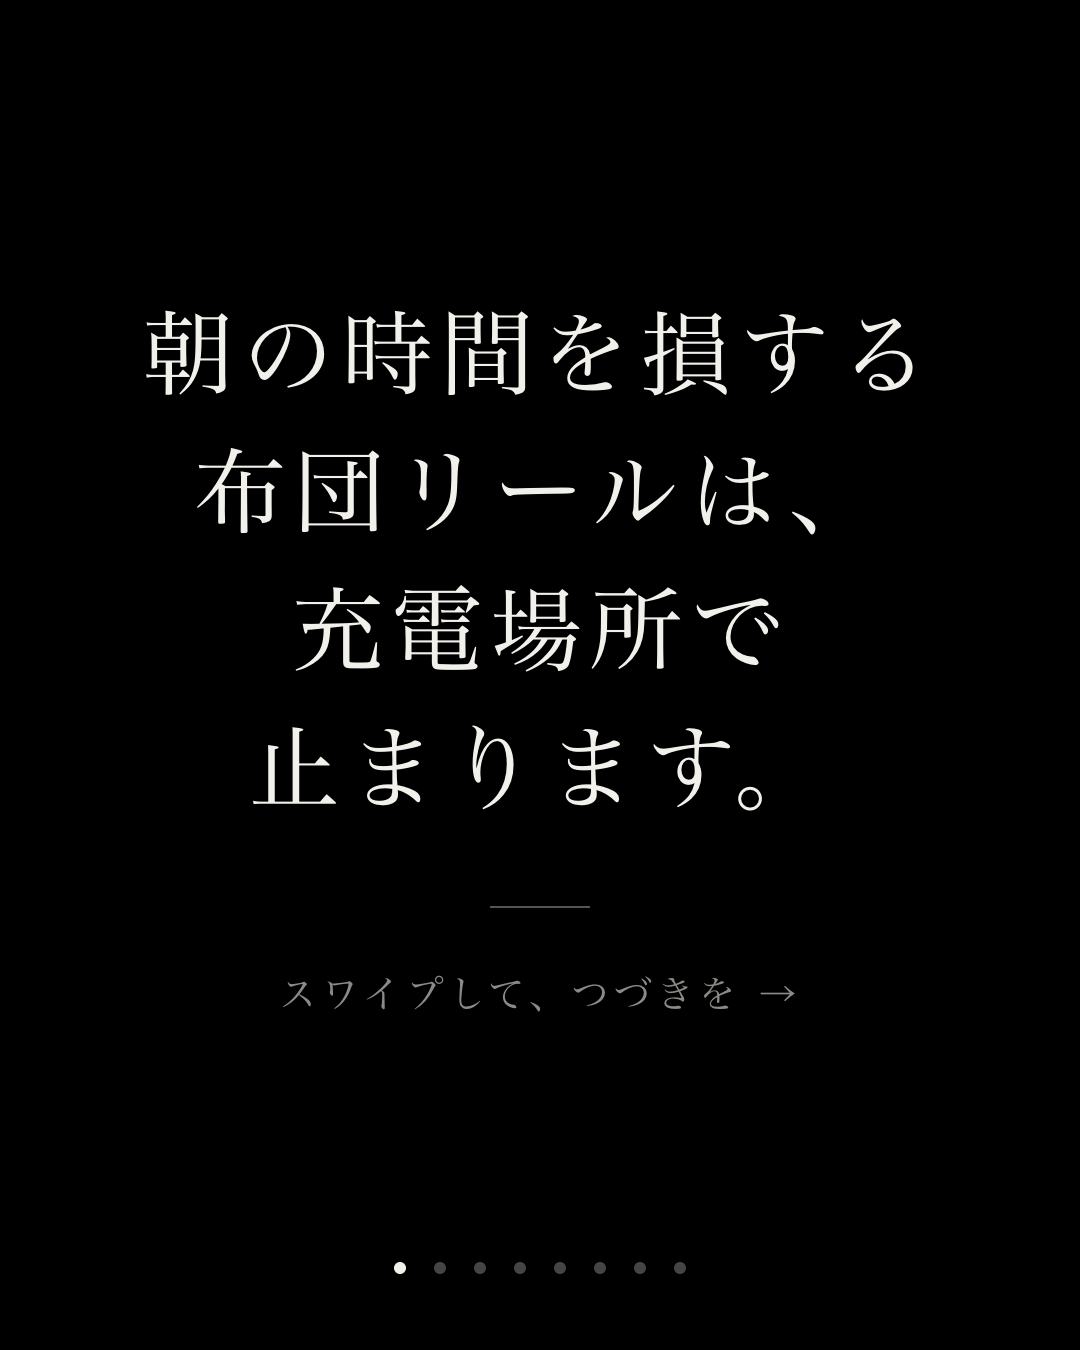 朝の時間を損する
布団リールは、
充電場所で
止まります。
スワイプして、つづきを →